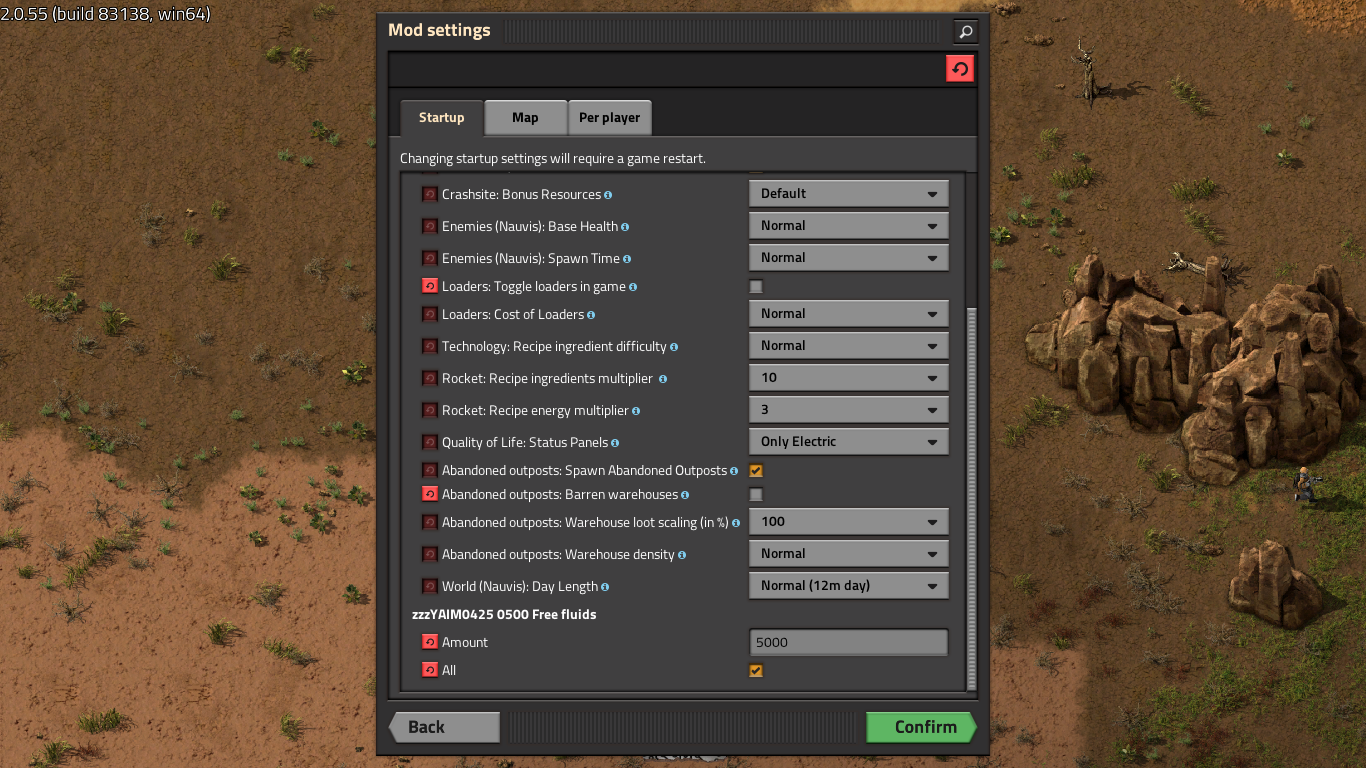 2.0.55 (build 83138, win64)
Mod settings
Startup Map Per player
Changing startup settings will require a game restart.
Crashsite: Bonus Resources Default
Enemies (Nauvis): Base Health Normal
Enemies (Nauvis): Spawn Time Normal
Loaders: Toggle loaders in game
Loaders: Cost of Loaders Normal
Technology: Recipe ingredient difficulty Normal
Rocket: Recipe ingredients multiplier 10
Rocket: Recipe energy multiplier 3
Quality of Life: Status Panels Only Electric
Abandoned outposts: Spawn Abandoned Outposts
Abandoned outposts: Barren warehouses
Abandoned outposts: Warehouse loot scaling (in %) 100
Abandoned outposts: Warehouse density Normal
World (Nauvis): Day Length Normal (12m day)
zzzYAIM0425 0500 Free fluids
Amount 5000
All
Back Confirm